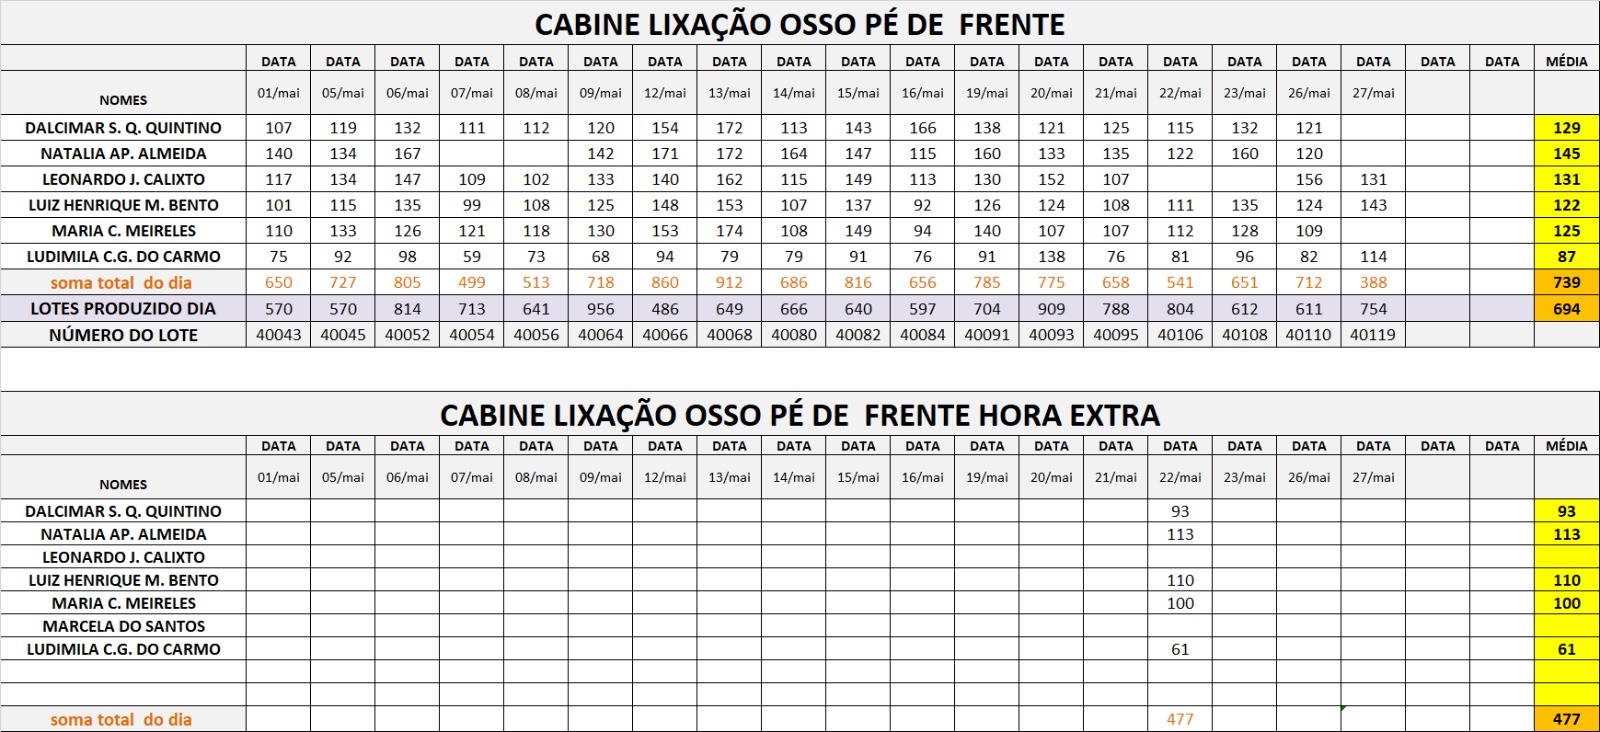 CABINE LIXAÇÃO OSSO PÉ DE FRENTE
DATA DATA DATA DATA DATA DATA DATA DATA DATA DATA DATA DATA DATA DATA DATA DATA DATA DATA DATA DATA MÉDIA
NOMES 01/mai 05/mai 06/mai 07/mai 08/mai 09/mai 12/mai 13/mai 14/mai 15/mai 16/mai 19/mai 20/mai 21/mai 22/mai 23/mai 26/mai 27/mai
DALCIMAR S. Q. QUINTINO 107 119 132 111 112 120 154 172 113 143 166 138 121 125 115 132 121 129
NATALIA AP. ALMEIDA 140 134 167 142 171 172 164 147 115 160 133 135 122 160 120 145
LEONARDO J. CALIXTO 117 134 147 109 102 133 140 162 115 149 113 130 152 107 156 131 131
LUIZ HENRIQUE M. BENTO 101 115 135 99 108 125 148 153 107 137 92 126 124 108 111 135 124 143 122
MARIA C. MEIRELES 110 133 126 121 118 130 153 174 108 149 94 140 107 107 112 128 109 125
LUDIMILA C.G. DO CARMO 75 92 98 59 73 68 94 79 79 91 76 91 138 76 81 96 82 114 87
soma total do dia 650 727 805 499 513 718 860 912 686 816 656 785 775 658 541 651 712 388 739
LOTES PRODUZIDO DIA 570 570 814 713 641 956 486 649 666 640 597 704 909 788 804 612 611 754 694
NÚMERO DO LOTE 40043 40045 40052 40054 40056 40064 40066 40068 40080 40082 40084 40091 40093 40095 40106 40108 40110 40119
CABINE LIXAÇÃO OSSO PÉ DE FRENTE HORA EXTRA
DATA DATA DATA DATA DATA DATA DATA DATA DATA DATA DATA DATA DATA DATA DATA DATA DATA DATA DATA DATA MÉDIA
NOMES 01/mai 05/mai 06/mai 07/mai 08/mai 09/mai 12/mai 13/mai 14/mai 15/mai 16/mai 19/mai 20/mai 21/mai 22/mai 23/mai 26/mai 27/mai
DALCIMAR S. Q. QUINTINO 93 93
NATALIA AP. ALMEIDA 113 113
LEONARDO J. CALIXTO
LUIZ HENRIQUE M. BENTO 110 110
MARIA C. MEIRELES 100 100
MARCELA DO SANTOS
LUDIMILA C.G. DO CARMO 61 61
soma total do dia 477 477